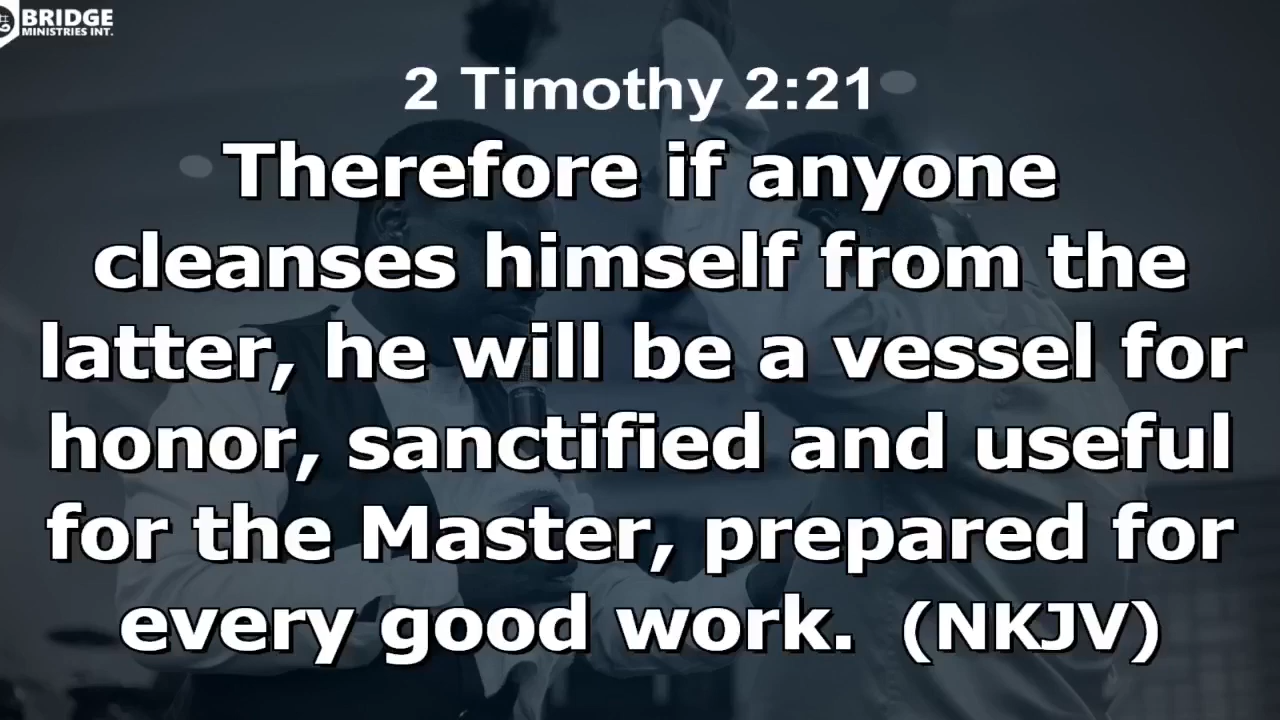 BRIDGE
MINISTRIES INT.
2 Timothy 2:21
Therefore if anyone
cleanses himself from the
latter, he will be a vessel for
honor, sanctified and useful
for the Master, prepared for
every good work. (NKJV)